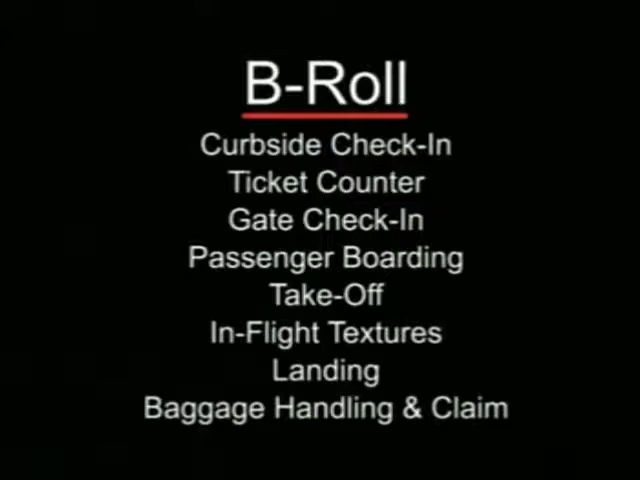 B-Roll
Curbside Check-In
Ticket Counter
Gate Check-In
Passenger Boarding
Take-Off
In-Flight Textures
Landing
Baggage Handling & Claim